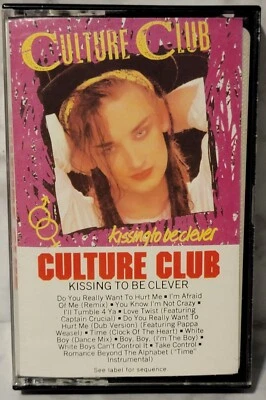 CULTURE CLUB
kissing to be clever
CULTURE CLUB
KISSING TO BE CLEVER
Do You Really Want To Hurt Me • I'm Afraid
Of Me (Remix) • You Know I'm Not Crazy •
I'll Tumble 4 Ya • Love Twist (Featuring
Captain Crucial) • Do You Really Want To
Hurt Me (Dub Version) (Featuring Pappa
Weasel) • Time (Clock Of The Heart) • White
Boy (Dance Mix) • Boy, Boy, (I'm The Boy) •
White Boys Can't Control It • Take Control •
Romance Beyond The Alphabet ("Time"
Instrumental)
See label for sequence